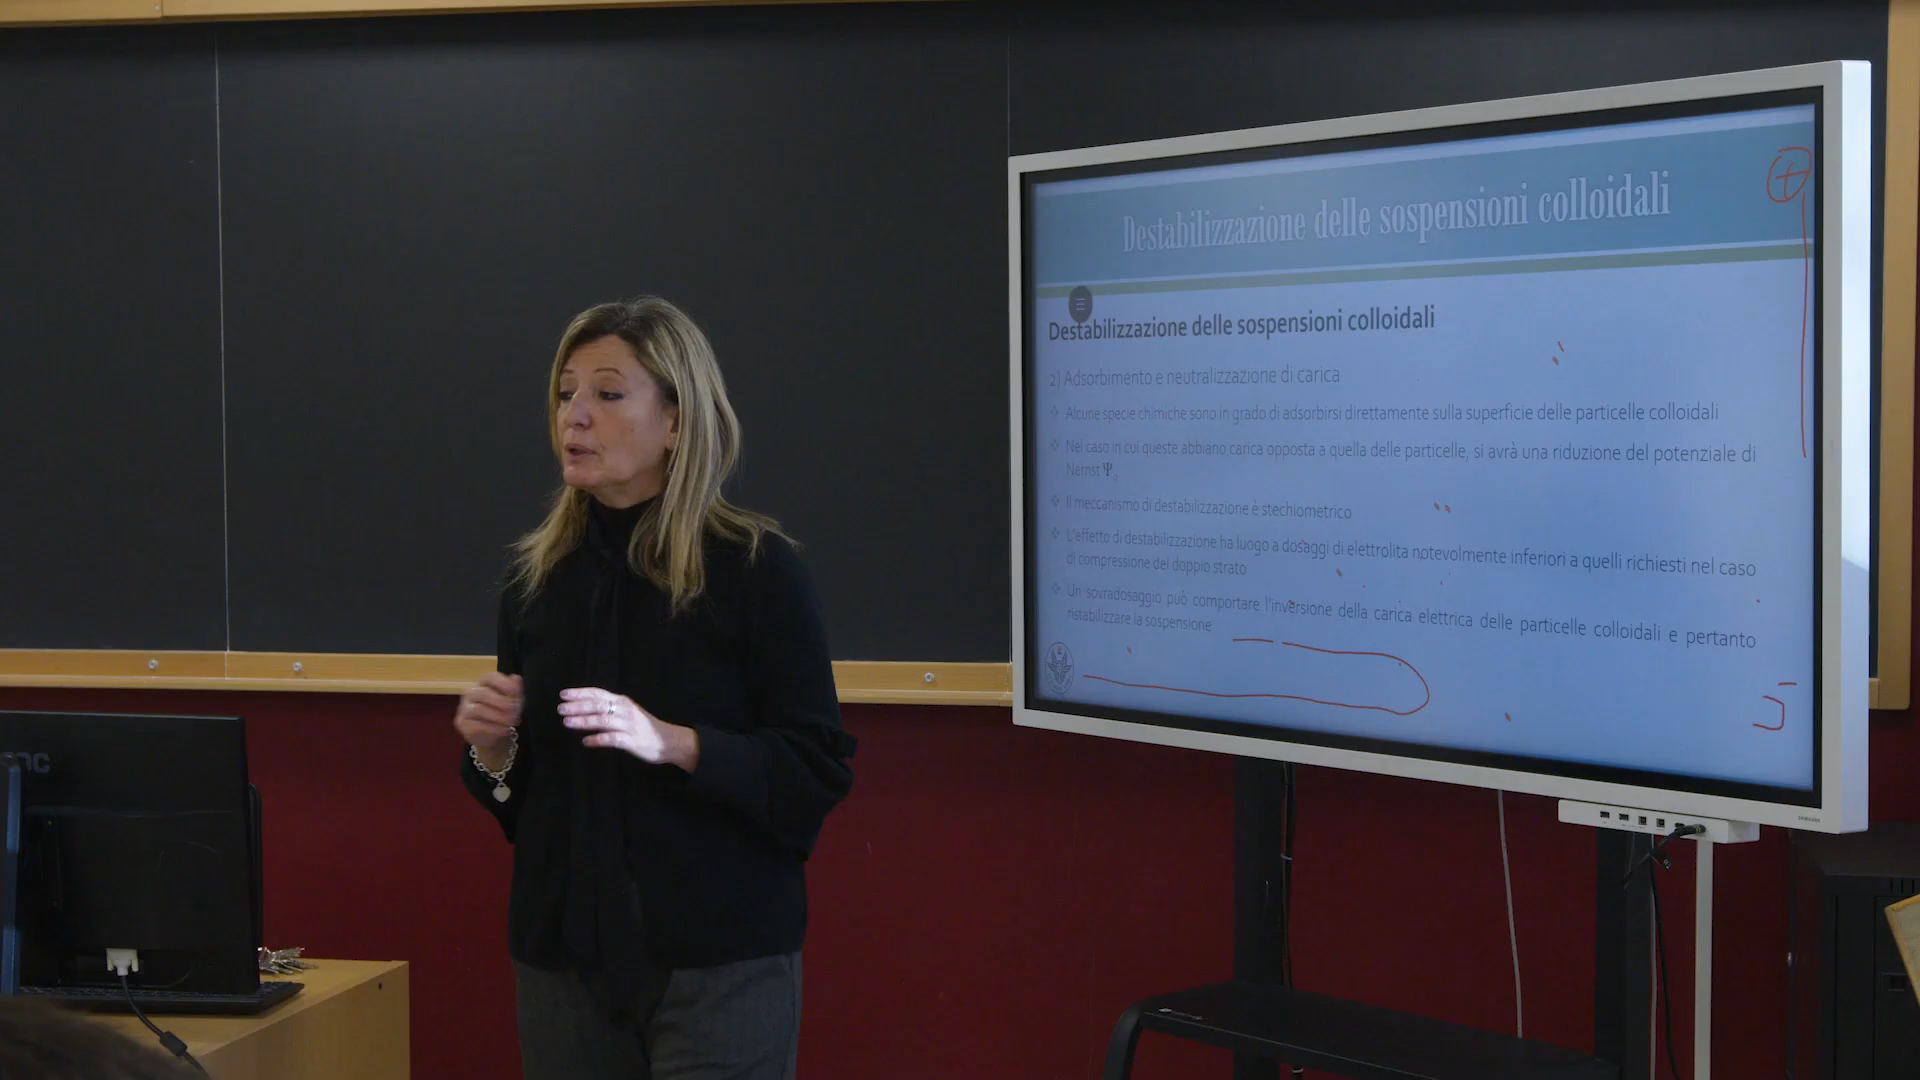 Destabilizzazione delle sospensioni colloidali
Destabilizzazione delle sospensioni colloidali
2) Adsorbimento e neutralizzazione di carica
Alcune specie chimiche sono in grado di adsorbirsi direttamente sulla superficie delle particelle colloidali
Nel caso in cui queste abbiano carica opposta a quella delle particelle, si avrà una riduzione del potenziale di
Nernst Ψ
Il meccanismo di destabilizzazione è stechiometrico
L'effetto di destabilizzazione ha luogo a dosaggi di elettrolita notevolmente inferiori a quelli richiesti nel caso
di compressione del doppio strato
Un sovradosaggio può comportare l'inversione della carica elettrica delle particelle colloidali e pertanto
ristabilizzare la sospensione
+